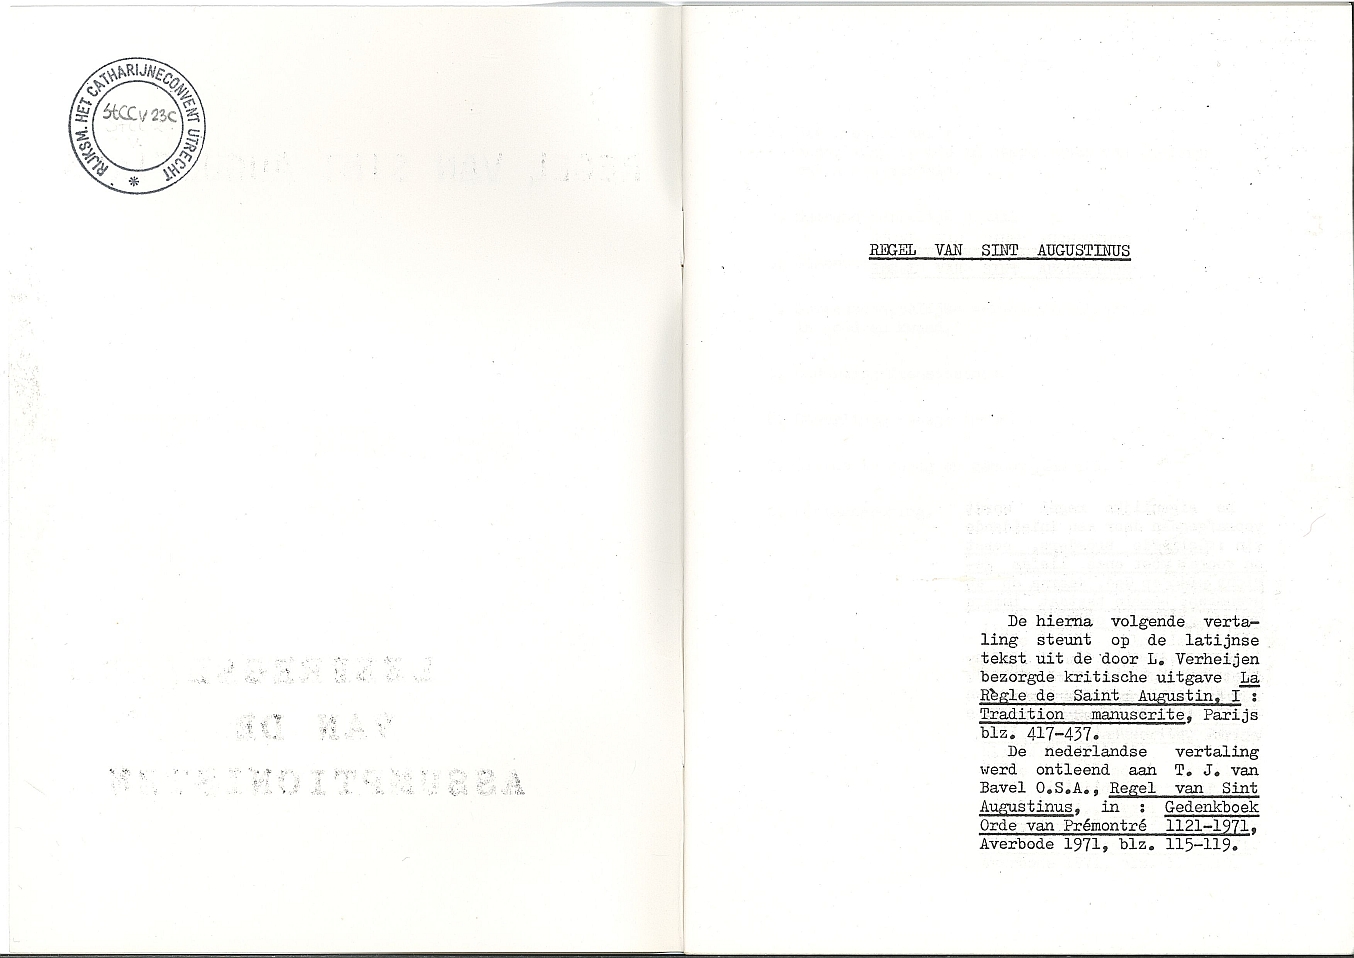 RIJKSM. HET CATHARIJNECONVENT UTRECHT
StCC v 23c
REGEL VAN SINT AUGUSTINUS
De hierna volgende verta-
ling steunt op de latijnse
tekst uit de door L. Verheijen
bezorgde kritische uitgave La
Règle de Saint Augustin, I :
Tradition manuscrite, Parijs
blz. 417-437.
De nederlandse vertaling
werd ontleend aan T. J. van
Bavel O.S.A., Regel van Sint
Augustinus, in : Gedenkboek
Orde van Prémontré 1121-1971,
Averbode 1971, blz. 115-119.